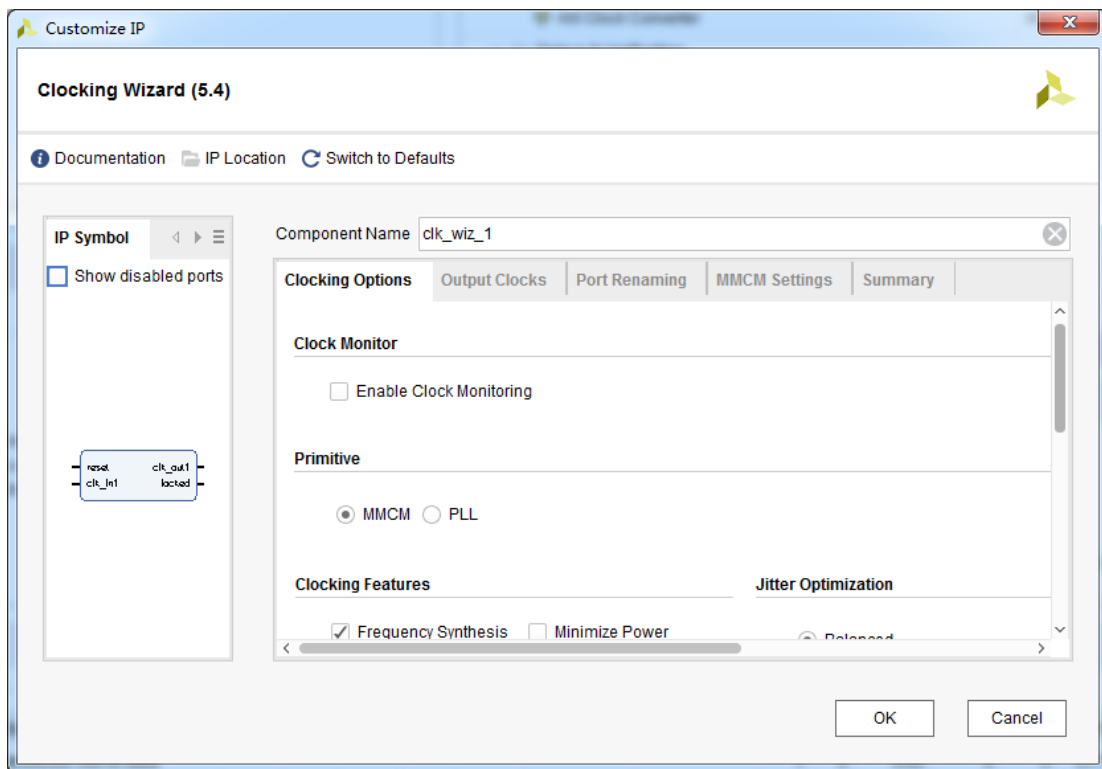 Customize IP
Clocking Wizard (5.4)
Documentation IP Location Switch to Defaults
IP Symbol
Show disabled ports
reset clk_out1
clk_in1 locked
Component Name clk_wiz_1
Clocking Options Output Clocks Port Renaming MMCM Settings Summary
Clock Monitor
Enable Clock Monitoring
Primitive
MMCM PLL
Clocking Features Jitter Optimization
Frequency Synthesis Minimize Power Balanced
OK Cancel